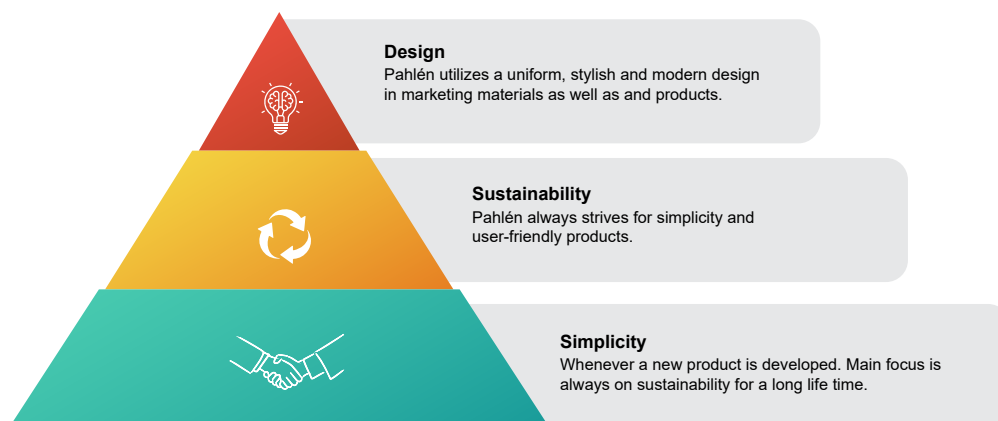 Design
Pahlén utilizes a uniform, stylish and modern design
in marketing materials as well as and products.
Sustainability
Pahlén always strives for simplicity and
user-friendly products.
Simplicity
Whenever a new product is developed. Main focus is
always on sustainability for a long life time.